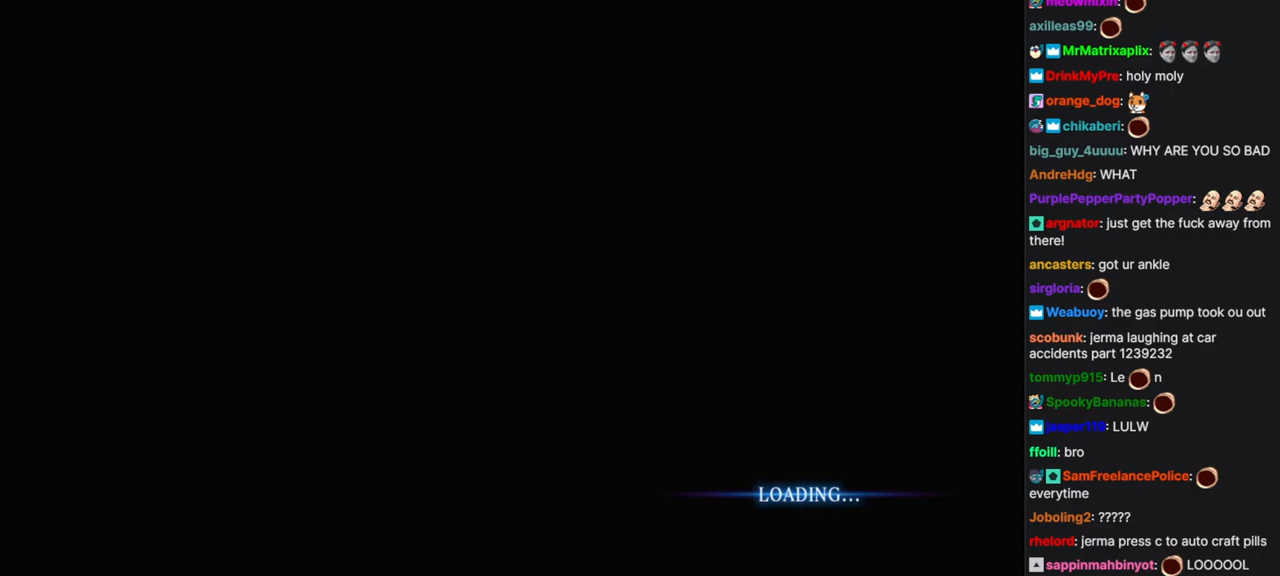 meowmixin:
axilleas99:
MrMatrixaplix:
DrinkMyPre: holy moly
orange_dog:
chikaberi:
big_guy_4uuuu: WHY ARE YOU SO BAD
AndreHdg: WHAT
PurplePepperPartyPopper:
argnator: just get the fuck away from
there!
ancasters: got ur ankle
sirgloria:
Weabuoy: the gas pump took ou out
scobunk: jerma laughing at car
accidents part 1239232
tommyp915: Le n
SpookyBananas:
: LULW
ffoill: bro
SamFreelancePolice:
everytime
LOADING...
Joboling2: ?????
rhelord: jerma press c to auto craft pills
sappinmahbinyot: LOOOOOL